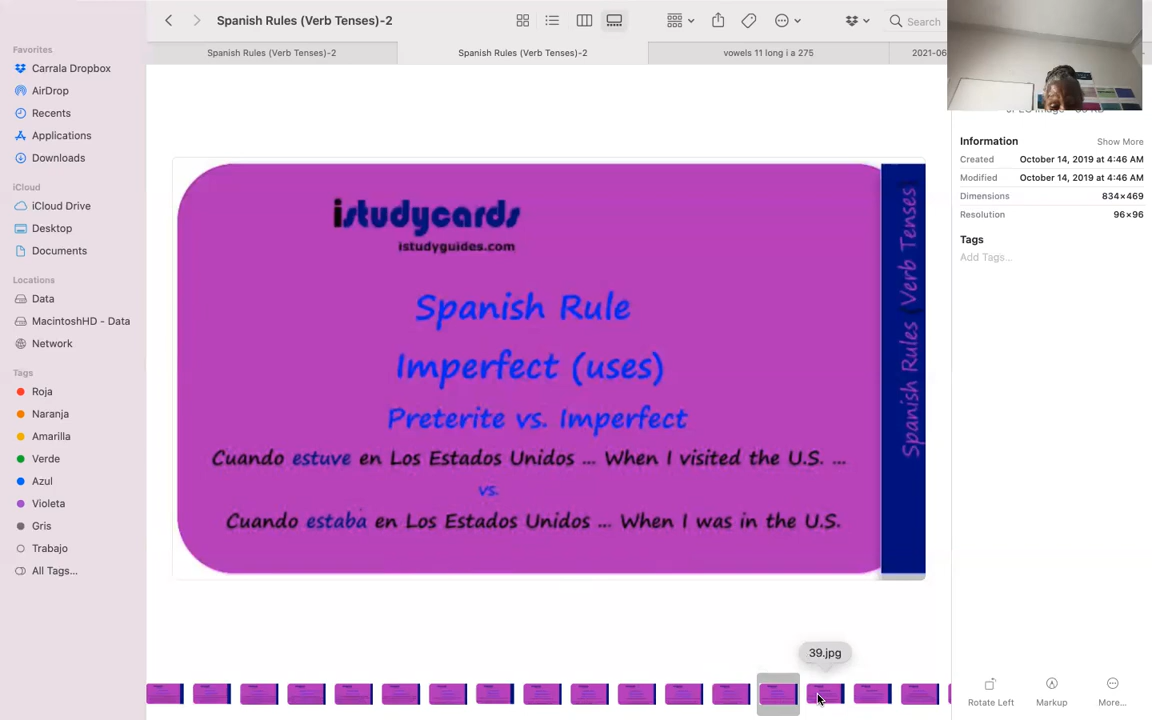 Spanish Rules (Verb Tenses)-2
Search
Spanish Rules (Verb Tenses)-2
Spanish Rules (Verb Tenses)-2
vowels 11 long i a 275
2021-06
Favorites
Carrala Dropbox
AirDrop
Recents
Applications
Downloads
iCloud
iCloud Drive
Desktop
Documents
Locations
Data
MacintoshHD - Data
Network
Tags
Roja
Naranja
Amarilla
Verde
Azul
Violeta
Gris
Trabajo
All Tags...
istudycards
istudyguides.com
Spanish Rule
Imperfect (uses)
Preterite vs. Imperfect
Cuando estuve en Los Estados Unidos ... When I visited the U.S. ...
vs.
Cuando estaba en Los Estados Unidos ... When I was in the U.S.
Spanish Rules (Verb Tenses)
39.jpg
Information
Show More
Created October 14, 2019 at 4:46 AM
Modified October 14, 2019 at 4:46 AM
Dimensions 834×469
Resolution 96×96
Tags
Add Tags...
Rotate Left
Markup
More...